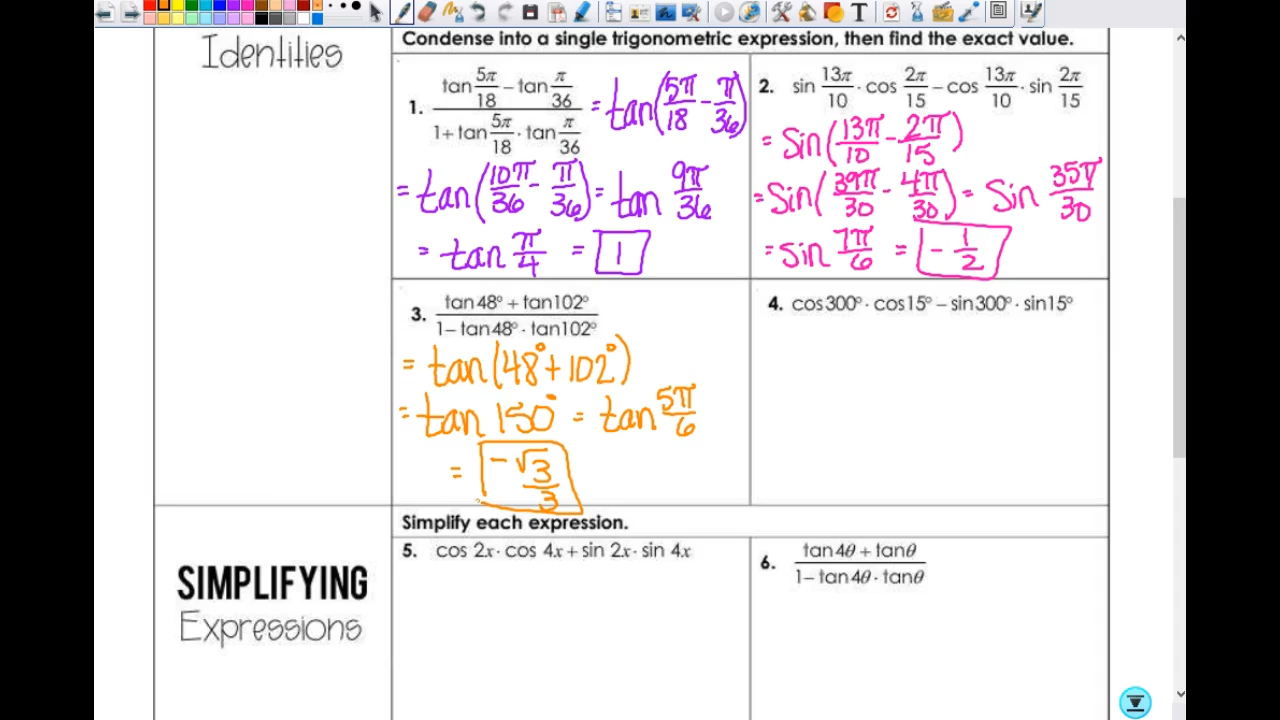 Identities
Condense into a single trigonometric expression, then find the exact value.
1. (tan 5π/18 − tan π/36)/(1+ tan 5π/18 · tan π/36) = tan(5π/18 − π/36)
= tan(10π/36 − π/36) = tan 9π/36
= tan π/4 = 1
2. sin 13π/10 · cos 2π/15 − cos 13π/10 · sin 2π/15
= sin(13π/10 − 2π/15)
= sin(39π/30 − 4π/30) = sin 35π/30
= sin 7π/6 = −1/2
3. (tan 48° + tan 102°)/(1− tan 48° · tan 102°)
= tan(48° + 102°)
= tan 150° = tan 5π/6
= −√3/3
4. cos 300° · cos 15° − sin 300° · sin 15°
SIMPLIFYING
Expressions
Simplify each expression.
5. cos 2x · cos 4x + sin 2x · sin 4x
6. (tan 4θ + tan θ)/(1− tan 4θ · tan θ)